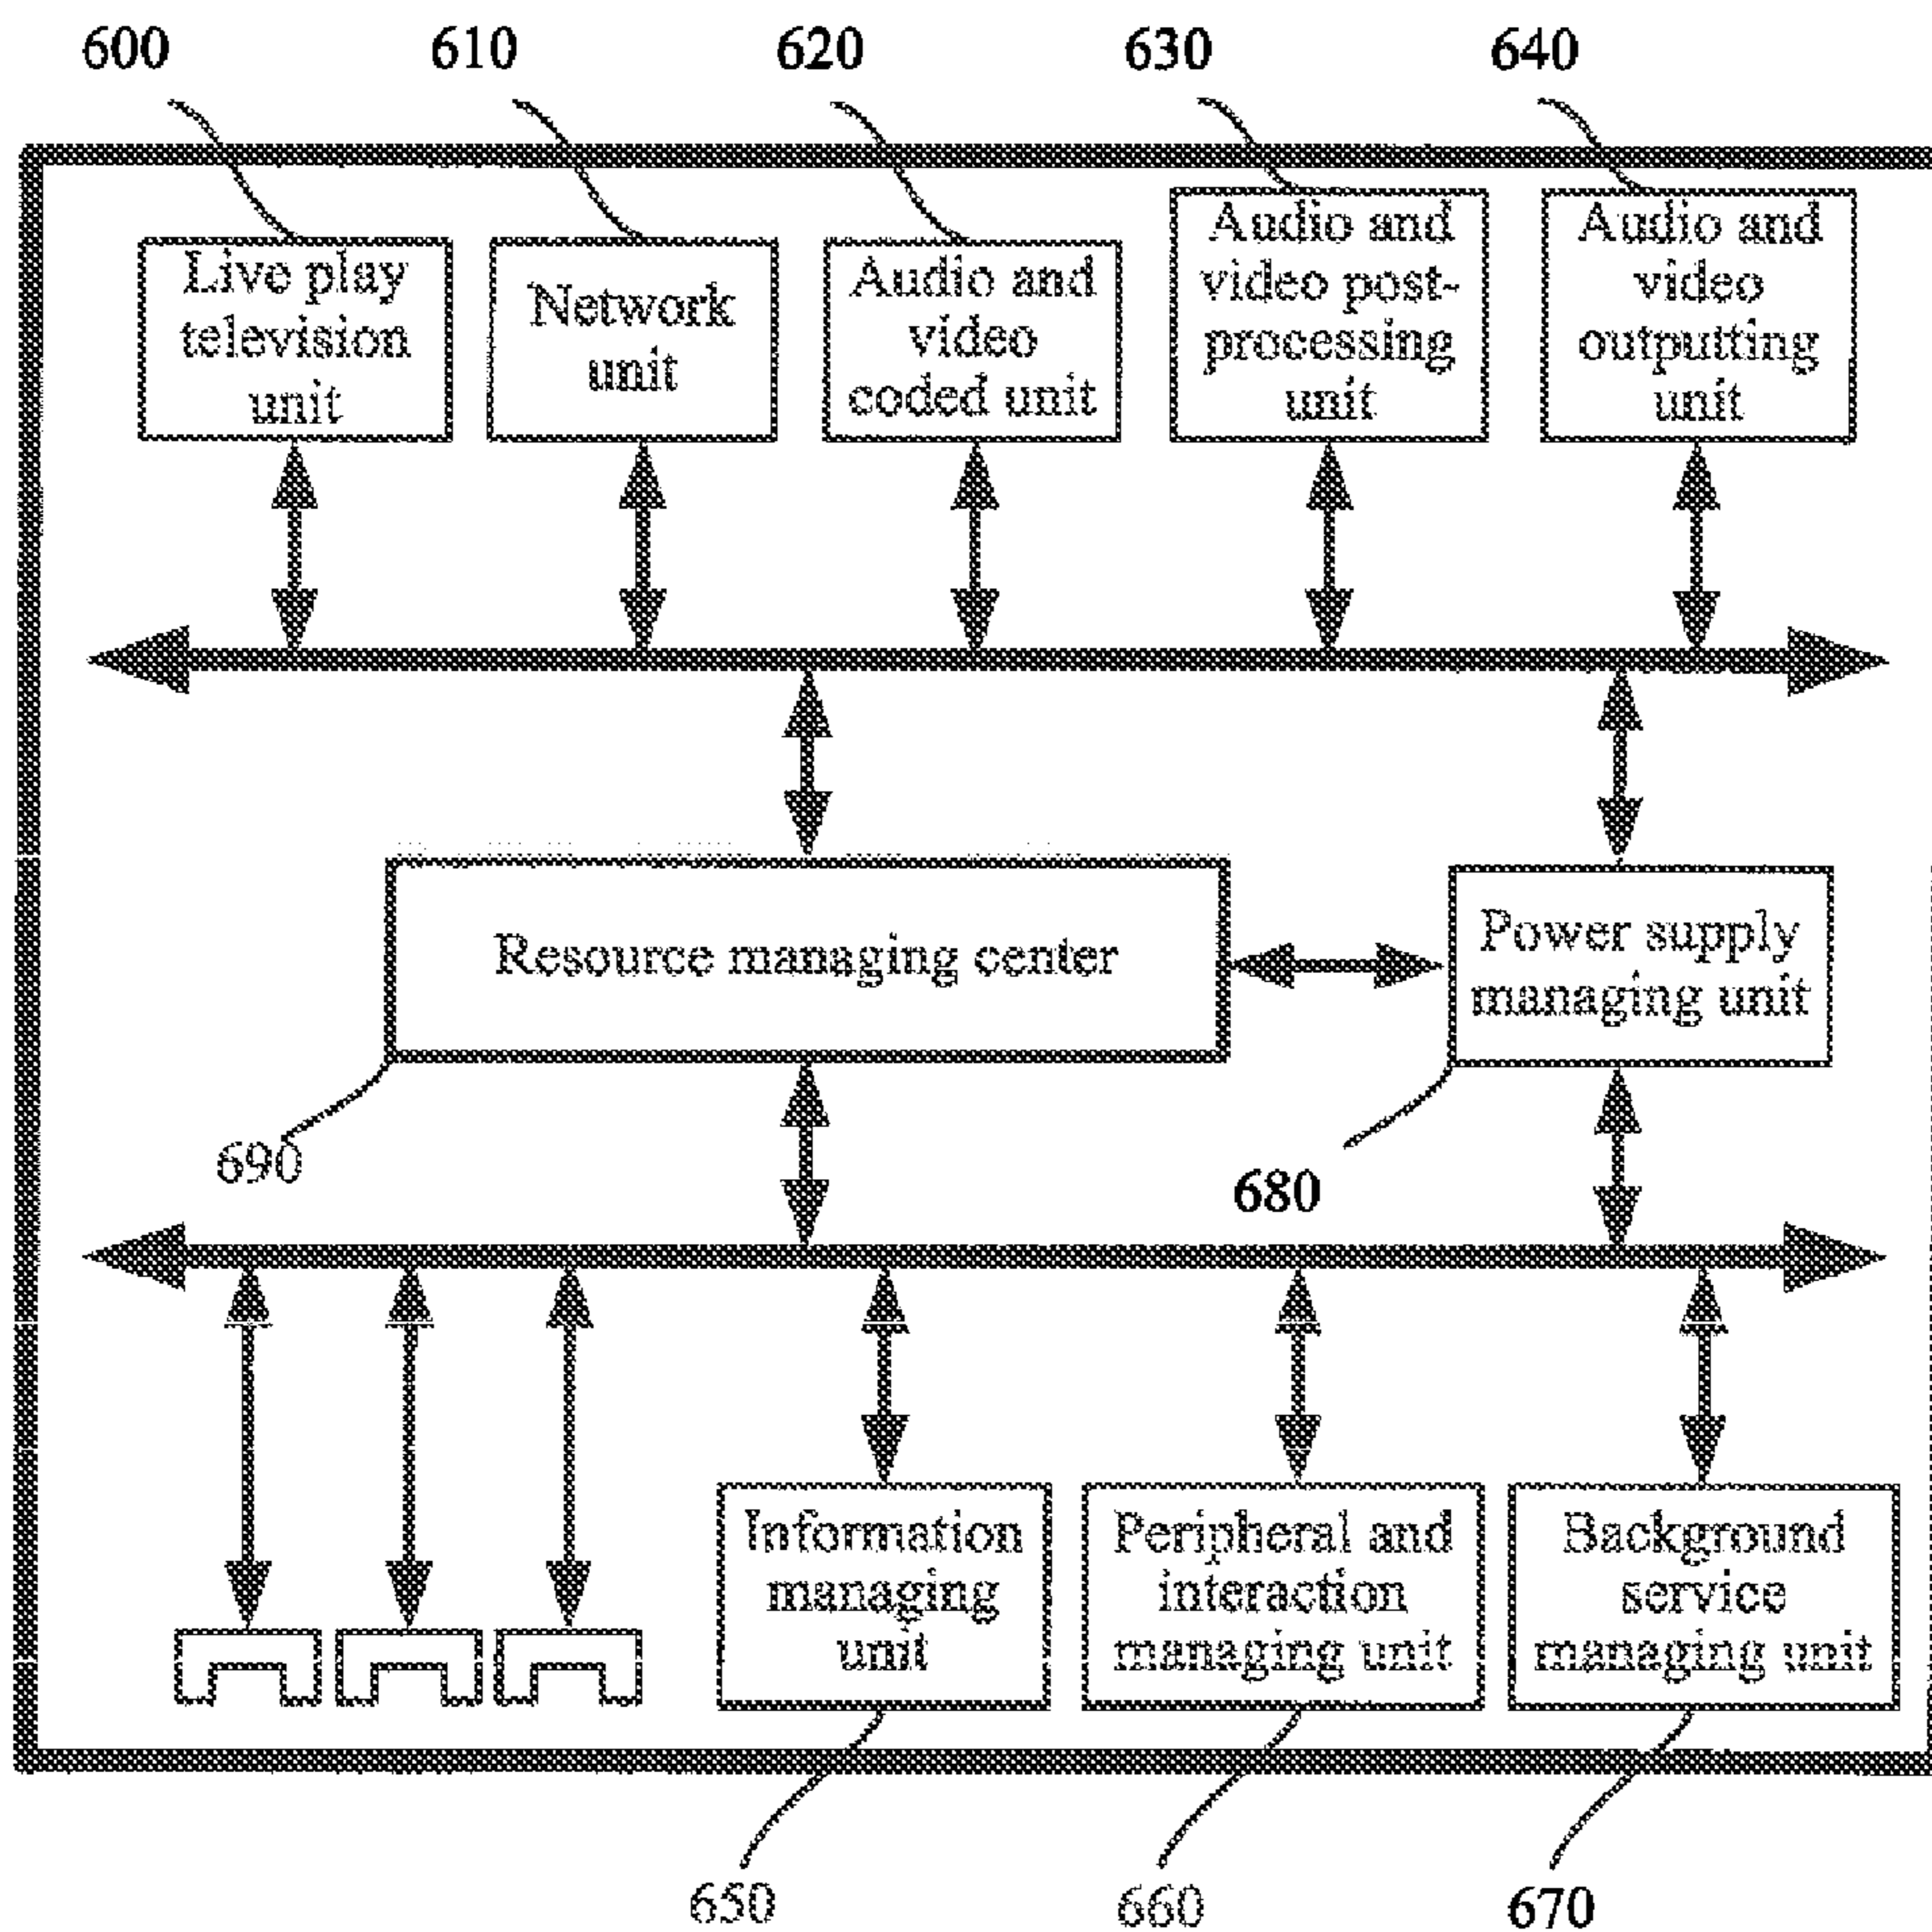 600 610 620 630 640
Live play
television
unit
Network
unit
Audio and
video
coded unit
Audio and
video post-
processing
unit
Audio and
video
outputting
unit
Resource managing center
Power supply
managing unit
690
680
Information
managing
unit
Peripheral and
interaction
managing unit
Background
service
managing unit
650 660 670